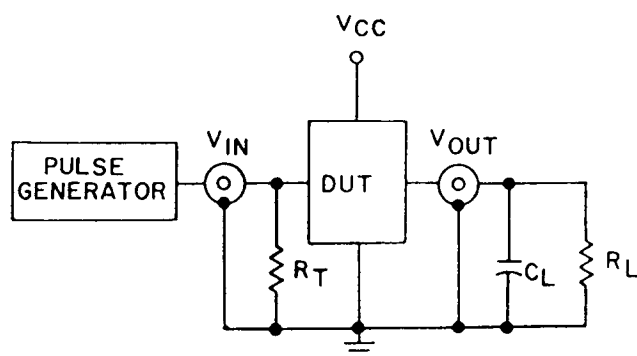 VCC
VIN
VOUT
PULSE
GENERATOR
DUT
RT
CL
RL